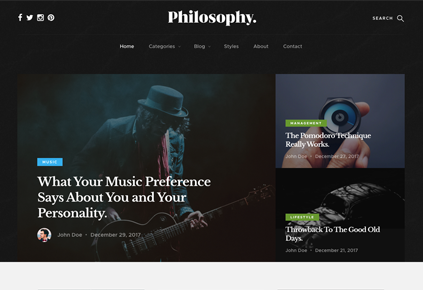 Philosophy.
SEARCH
Home Categories Blog Styles About Contact
MUSIC
What Your Music Preference
Says About You and Your
Personality.
John Doe • December 29, 2017
MANAGEMENT
The Pomodoro Technique
Really Works.
John Doe • December 27, 2017
LIFESTYLE
Throwback To The Good Old
Days.
John Doe • December 21, 2017